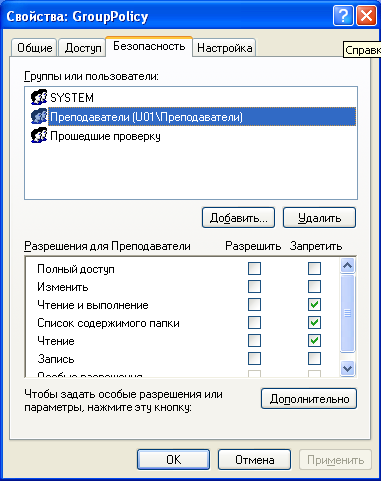 Свойства: GroupPolicy
Справк
Общие Доступ Безопасность Настройка
Группы или пользователи:
SYSTEM
Преподаватели (U01\Преподаватели)
Прошедшие проверку
Добавить... Удалить
Разрешения для Преподаватели Разрешить Запретить
Полный доступ
Изменить
Чтение и выполнение
Список содержимого папки
Чтение
Запись
Особые разрешения
Чтобы задать особые разрешения или
параметры, нажмите эту кнопку:
Дополнительно
OK Отмена Применить